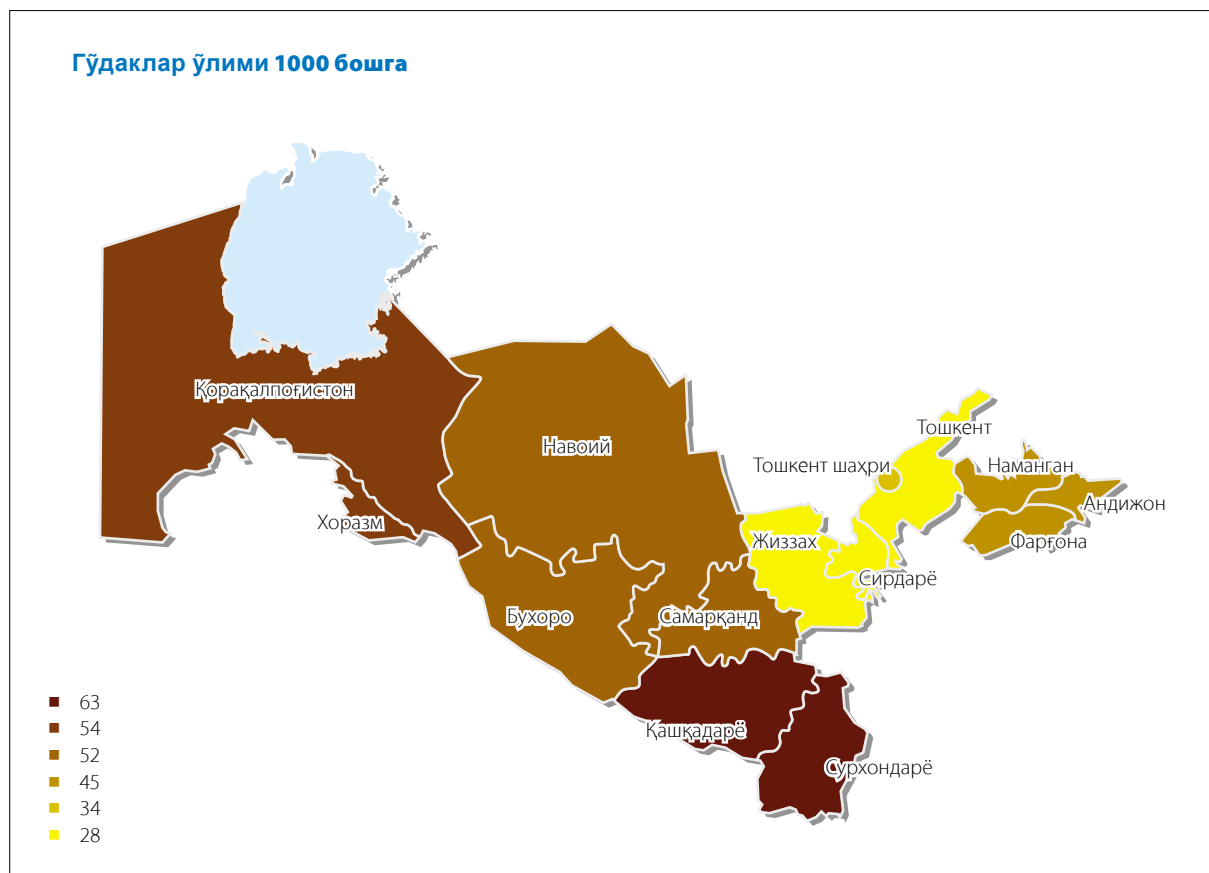 Гўдаклар ўлими 1000 бошга
Қорақалпоғистон
Хоразм
Навоий
Бухоро
Самарқанд
Жиззах
Тошкент
Тошкент шаҳри
Наманган
Андижон
Фарғона
Сирдарё
Қашқадарё
Сурхондарё
63
54
52
45
34
28